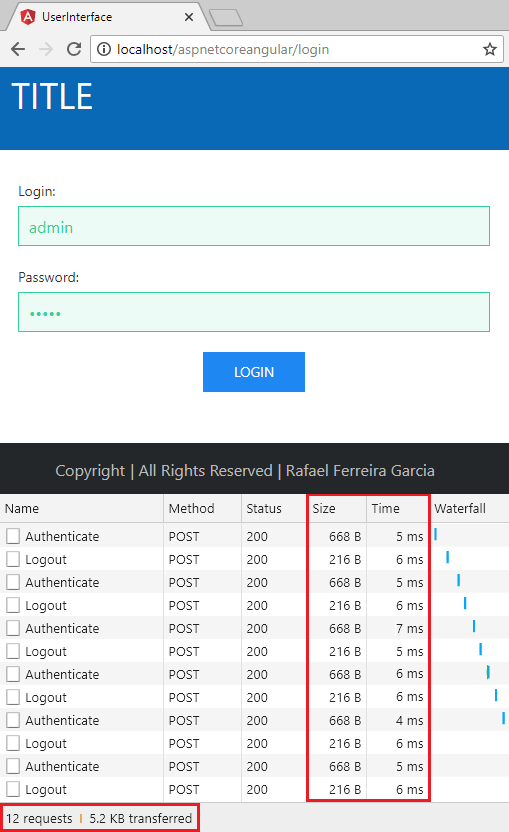 UserInterface
localhost/aspnetcoreangular/login
TITLE
Login:
admin
Password:
•••••
LOGIN
Copyright | All Rights Reserved | Rafael Ferreira Garcia
Name Method Status Size Time Waterfall
Authenticate POST 200 668 B 5 ms
Logout POST 200 216 B 6 ms
Authenticate POST 200 668 B 5 ms
Logout POST 200 216 B 6 ms
Authenticate POST 200 668 B 7 ms
Logout POST 200 216 B 5 ms
Authenticate POST 200 668 B 6 ms
Logout POST 200 216 B 6 ms
Authenticate POST 200 668 B 4 ms
Logout POST 200 216 B 6 ms
Authenticate POST 200 668 B 5 ms
Logout POST 200 216 B 6 ms
12 requests | 5.2 KB transferred